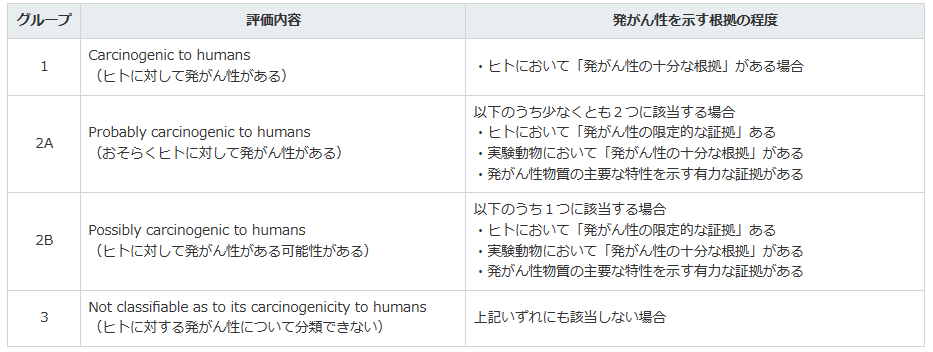 グループ
評価内容
発がん性を示す根拠の程度
1
Carcinogenic to humans
（ヒトに対して発がん性がある）
・ヒトにおいて「発がん性の十分な根拠」がある場合
2A
Probably carcinogenic to humans
（おそらくヒトに対して発がん性がある）
以下のうち少なくとも２つに該当する場合
・ヒトにおいて「発がん性の限定的な証拠」ある
・実験動物において「発がん性の十分な根拠」がある
・発がん性物質の主要な特性を示す有力な証拠がある
2B
Possibly carcinogenic to humans
（ヒトに対して発がん性がある可能性がある）
以下のうち１つに該当する場合
・ヒトにおいて「発がん性の限定的な証拠」ある
・実験動物において「発がん性の十分な根拠」がある
・発がん性物質の主要な特性を示す有力な証拠がある
3
Not classifiable as to its carcinogenicity to humans
（ヒトに対する発がん性について分類できない）
上記いずれにも該当しない場合